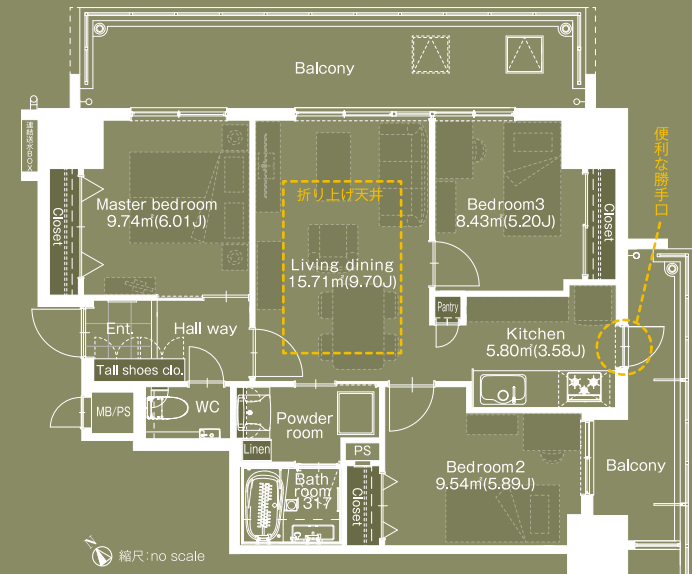 Balcony
連結送水BOX
便利な勝手口
Master bedroom
9.74㎡(6.01J)
Closet
折り上げ天井
Living dining
15.71㎡(9.70J)
Bedroom3
8.43㎡(5.20J)
Closet
Ent.
Hall way
Tall shoes clo.
Pantry
Kitchen
5.80㎡(3.58J)
MB/PS
WC
Powder
room
Linen
PS
Bath
room
1317
Closet
Bedroom2
9.54㎡(5.89J)
Balcony
N
縮尺:no scale